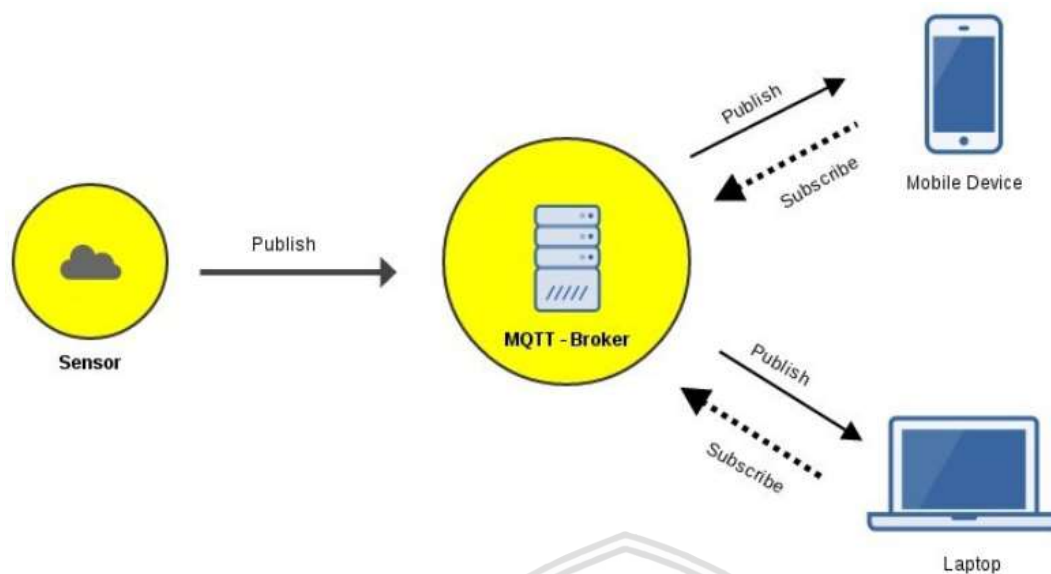 Publish
Subscribe
Mobile Device
Publish
Sensor
MQTT - Broker
Publish
Subscribe
Laptop